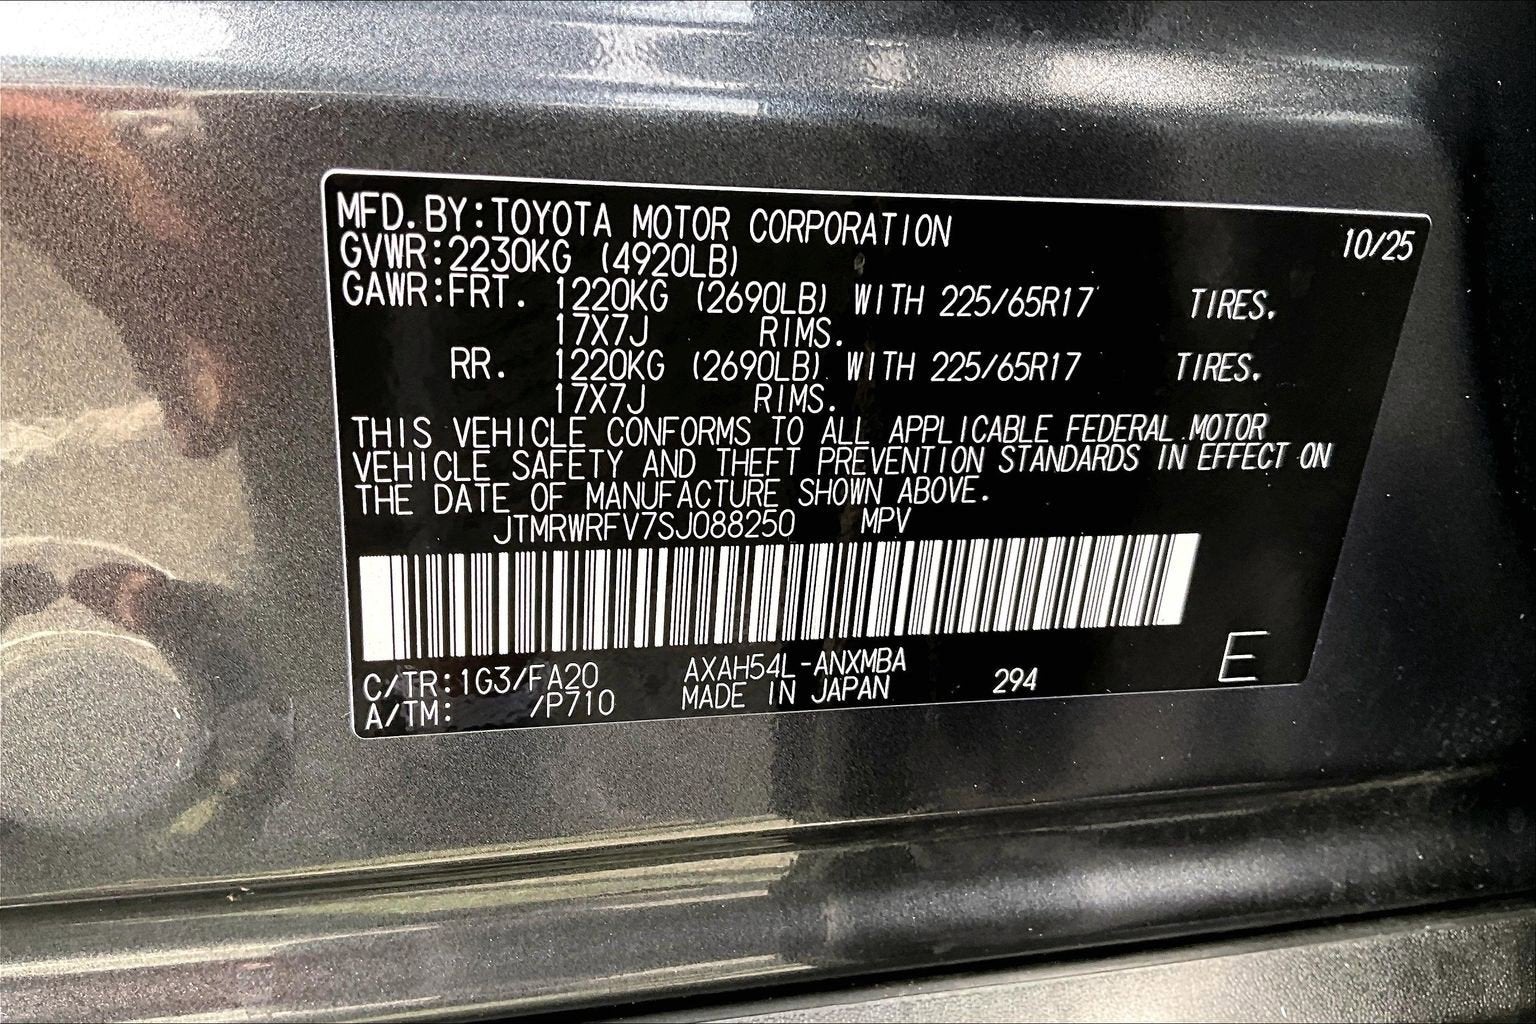 MFD. BY: TOYOTA MOTOR CORPORATION 10/25
GVWR: 2230KG (4920LB)
GAWR: FRT. 1220KG (2690LB) WITH 225/65R17 TIRES.
17X7J RIMS.
RR. 1220KG (2690LB) WITH 225/65R17 TIRES.
17X7J RIMS.
THIS VEHICLE CONFORMS TO ALL APPLICABLE FEDERAL MOTOR
VEHICLE SAFETY AND THEFT PREVENTION STANDARDS IN EFFECT ON
THE DATE OF MANUFACTURE SHOWN ABOVE.
JTMRWRFV7SJ088250 MPV
C/TR: 1G3/FA20 AXAH54L-ANXMBA
A/TM: /P710 MADE IN JAPAN 294 E